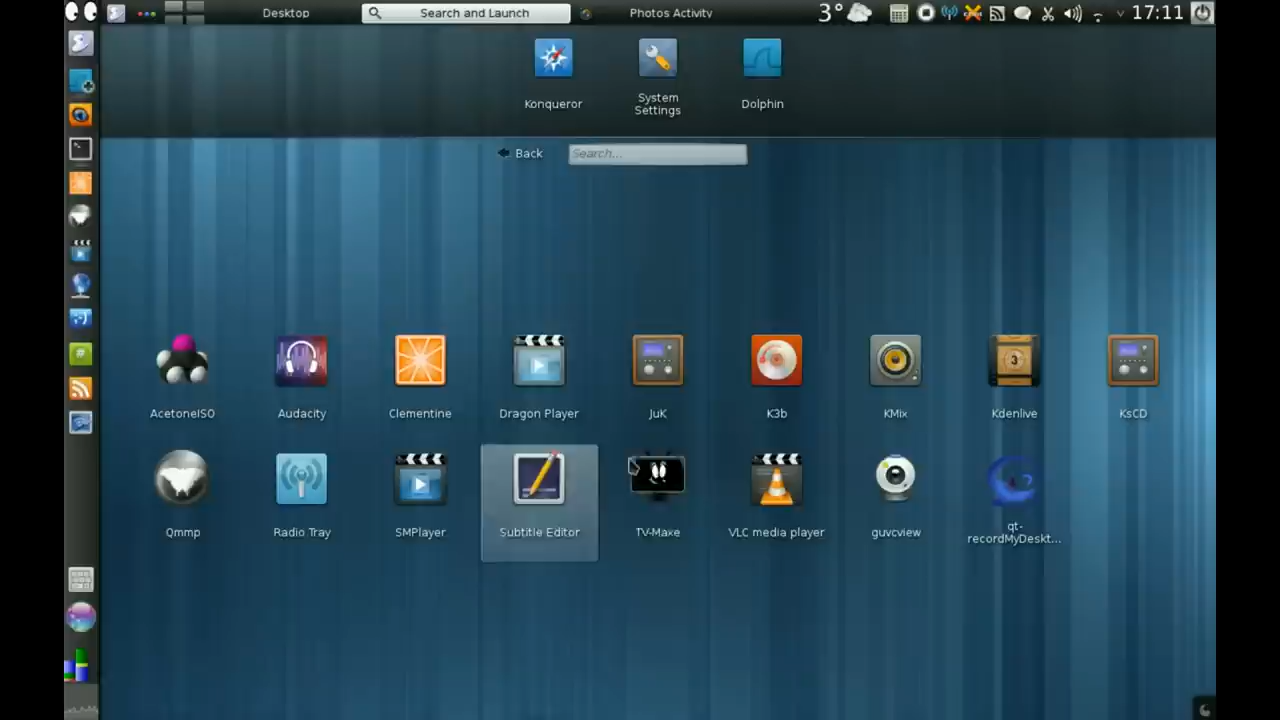 Desktop
Search and Launch
Photos Activity
3°
17:11
Konqueror
System
Settings
Dolphin
Back
Search...
AcetoneISO
Audacity
Clementine
Dragon Player
JuK
K3b
KMix
3
Kdenlive
KsCD
Qmmp
Radio Tray
SMPlayer
Subtitle Editor
TV-Maxe
VLC media player
guvcview
qt-
recordMyDeskt...